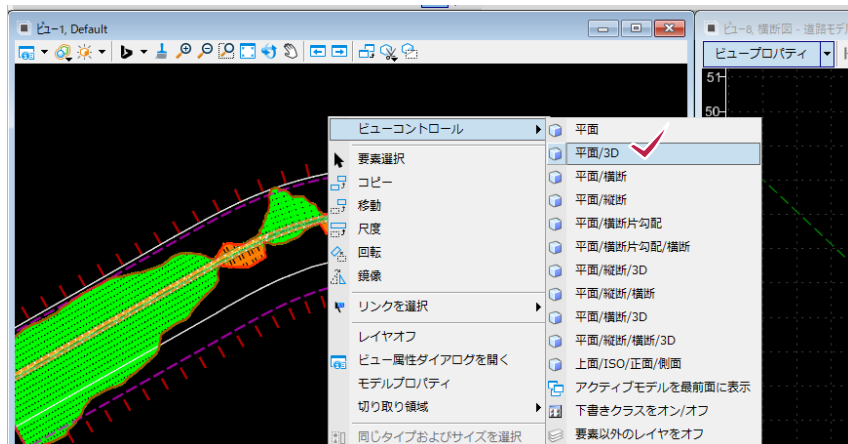 ビュー1, Default
ビュー8, 横断図 - 道路モデ
ビュープロパティ
51
50
ビューコントロール
要素選択
コピー
移動
尺度
回転
鏡像
リンクを選択
レイヤオフ
ビュー属性ダイアログを開く
モデルプロパティ
切り取り領域
同じタイプおよびサイズを選択
平面
平面/3D
平面/横断
平面/縦断
平面/横断片勾配
平面/横断片勾配/横断
平面/縦断/3D
平面/縦断/横断
平面/横断/3D
平面/縦断/横断/3D
上面/ISO/正面/側面
アクティブモデルを最前面に表示
下書きクラスをオン/オフ
要素以外のレイヤをオフ